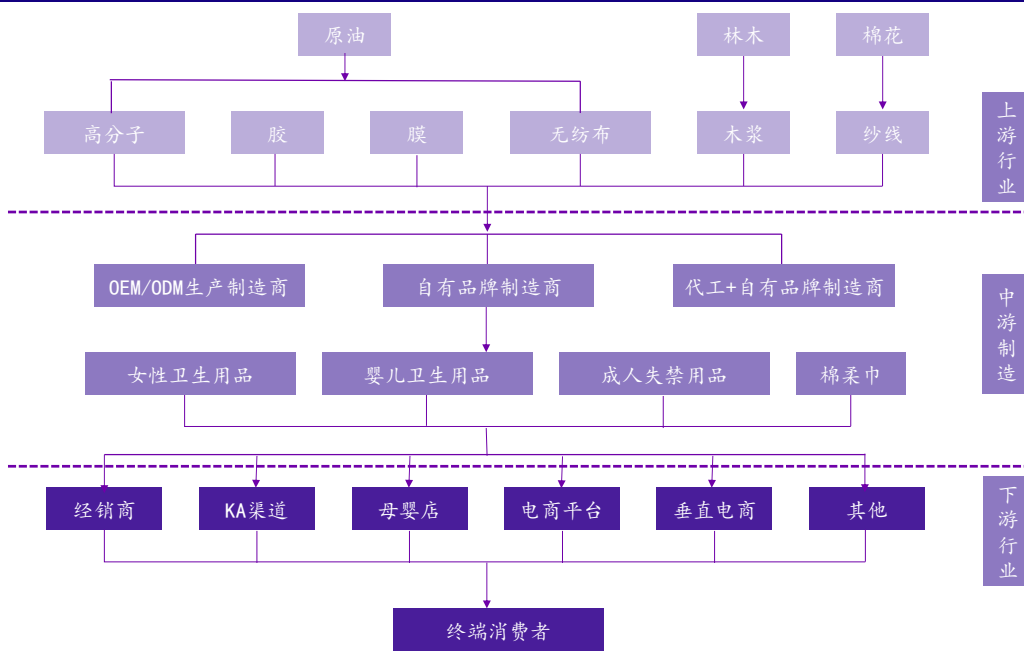 原油
林木
棉花
高分子
胶
膜
无纺布
木浆
纱线
上游行业
OEM/ODM生产制造商
自有品牌制造商
代工+自有品牌制造商
中游制造
女性卫生用品
婴儿卫生用品
成人失禁用品
棉柔巾
经销商
KA渠道
母婴店
电商平台
垂直电商
其他
下游行业
终端消费者